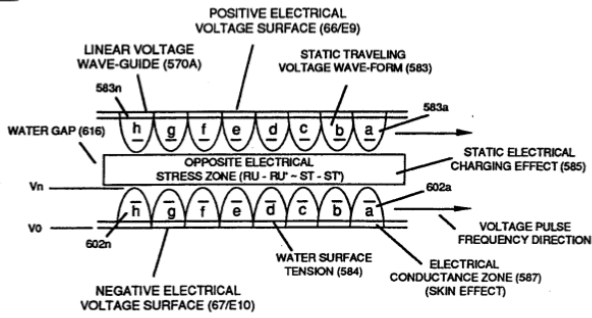 POSITIVE ELECTRICAL
VOLTAGE SURFACE (66/E9)
LINEAR VOLTAGE
WAVE-GUIDE (570A)
STATIC TRAVELING
VOLTAGE WAVE-FORM (583)
583n
583a
h g f e d c b a
WATER GAP (616)
OPPOSITE ELECTRICAL
STRESS ZONE (RU - RU' ~ ST - ST')
STATIC ELECTRICAL
CHARGING EFFECT (585)
Vn
602a
h g f e d c b a
Vo
602n
VOLTAGE PULSE
FREQUENCY DIRECTION
WATER SURFACE
TENSION (584)
ELECTRICAL
CONDUCTANCE ZONE (587)
(SKIN EFFECT)
NEGATIVE ELECTRICAL
VOLTAGE SURFACE (67/E10)